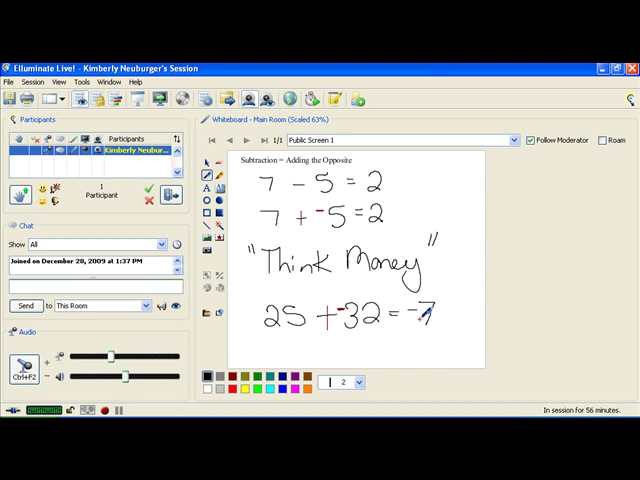 Elluminate Live! - Kimberly Neuburger's Session
File Session View Tools Window Help
Participants
Participants
Kimberly Neubur...
1
Participant
Chat
Show All
Joined on December 28, 2009 at 1:37 PM
Send to This Room
Audio
Ctrl+F2
Whiteboard - Main Room (Scaled 63%)
1/1 Public Screen 1 Follow Moderator Roam
Subtraction = Adding the Opposite
7 - 5 = 2
7 + -5 = 2
"Think Money"
25 + -32 = -7
2
In session for 56 minutes.